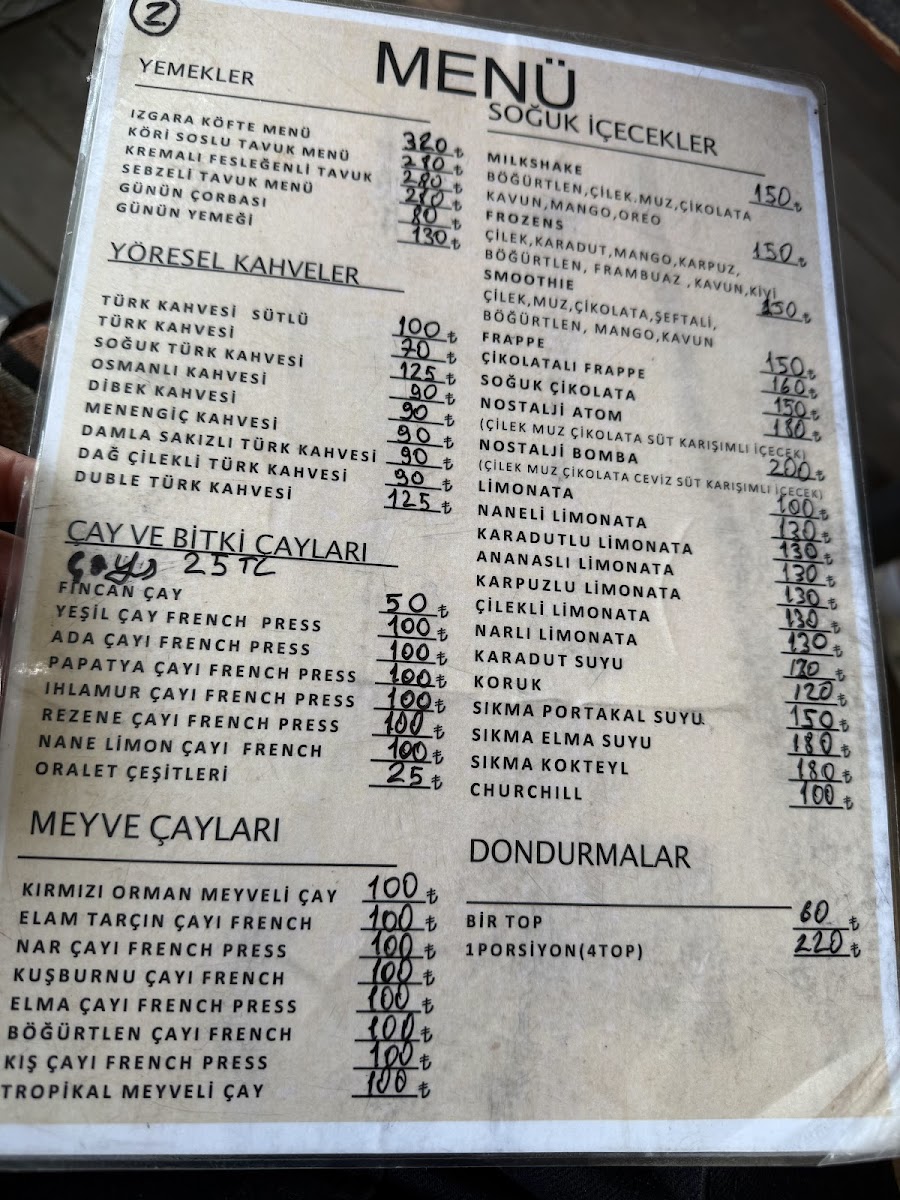 2
MENÜ
YEMEKLER
IZGARA KÖFTE MENÜ 320 ₺
KÖRİ SOSLU TAVUK MENÜ 280 ₺
KREMALI FESLEĞENLİ TAVUK 280 ₺
SEBZELİ TAVUK MENÜ 280 ₺
GÜNÜN ÇORBASI 80 ₺
GÜNÜN YEMEĞİ 130 ₺
YÖRESEL KAHVELER
TÜRK KAHVESİ SÜTLÜ 100 ₺
TÜRK KAHVESİ 70 ₺
SOĞUK TÜRK KAHVESİ 125 ₺
OSMANLI KAHVESİ 90 ₺
DİBEK KAHVESİ 90 ₺
MENENGİÇ KAHVESİ 90 ₺
DAMLA SAKIZLI TÜRK KAHVESİ 90 ₺
DAĞ ÇİLEKLİ TÜRK KAHVESİ 90 ₺
DUBLE TÜRK KAHVESİ 125 ₺
ÇAY VE BİTKİ ÇAYLARI
25 TL
FİNCAN ÇAY 50 ₺
YEŞİL ÇAY FRENCH PRESS 100 ₺
ADA ÇAYI FRENCH PRESS 100 ₺
PAPATYA ÇAYI FRENCH PRESS 100 ₺
IHLAMUR ÇAYI FRENCH PRESS 100 ₺
REZENE ÇAYI FRENCH PRESS 100 ₺
NANE LİMON ÇAYI FRENCH 100 ₺
ORALET ÇEŞİTLERİ 25 ₺
MEYVE ÇAYLARI
KIRMIZI ORMAN MEYVELİ ÇAY 100 ₺
ELAM TARÇIN ÇAYI FRENCH 100 ₺
NAR ÇAYI FRENCH PRESS 100 ₺
KUŞBURNU ÇAYI FRENCH 100 ₺
ELMA ÇAYI FRENCH PRESS 100 ₺
BÖĞÜRTLEN ÇAYI FRENCH 100 ₺
KIŞ ÇAYI FRENCH PRESS 100 ₺
TROPİKAL MEYVELİ ÇAY 100 ₺
SOĞUK İÇECEKLER
MILKSHAKE 150 ₺
BÖĞÜRTLEN,ÇİLEK.MUZ,ÇİKOLATA
KAVUN,MANGO,OREO
FROZENS 150 ₺
ÇİLEK,KARADUT,MANGO,KARPUZ,
BÖĞÜRTLEN, FRAMBUAZ ,KAVUN,KİVİ
SMOOTHIE 150 ₺
ÇİLEK,MUZ,ÇİKOLATA,ŞEFTALİ,
BÖĞÜRTLEN, MANGO,KAVUN
FRAPPE 150 ₺
ÇİKOLATALI FRAPPE 160 ₺
SOĞUK ÇİKOLATA 150 ₺
NOSTALJİ ATOM 180 ₺
(ÇİLEK MUZ ÇİKOLATA SÜT KARIŞIMLI İÇECEK)
NOSTALJİ BOMBA 200 ₺
(ÇİLEK MUZ ÇİKOLATA CEVİZ SÜT KARIŞIMLI İÇECEK)
LİMONATA 100 ₺
NANELİ LİMONATA 130 ₺
KARADUTLU LİMONATA 130 ₺
ANANASLI LİMONATA 130 ₺
KARPUZLU LİMONATA 130 ₺
ÇİLEKLİ LİMONATA 130 ₺
NARLI LİMONATA 130 ₺
KARADUT SUYU 120 ₺
KORUK 120 ₺
SIKMA PORTAKAL SUYU 150 ₺
SIKMA ELMA SUYU 180 ₺
SIKMA KOKTEYL 180 ₺
CHURCHILL 100 ₺
DONDURMALAR
BİR TOP 60 ₺
1PORSİYON(4TOP) 220 ₺